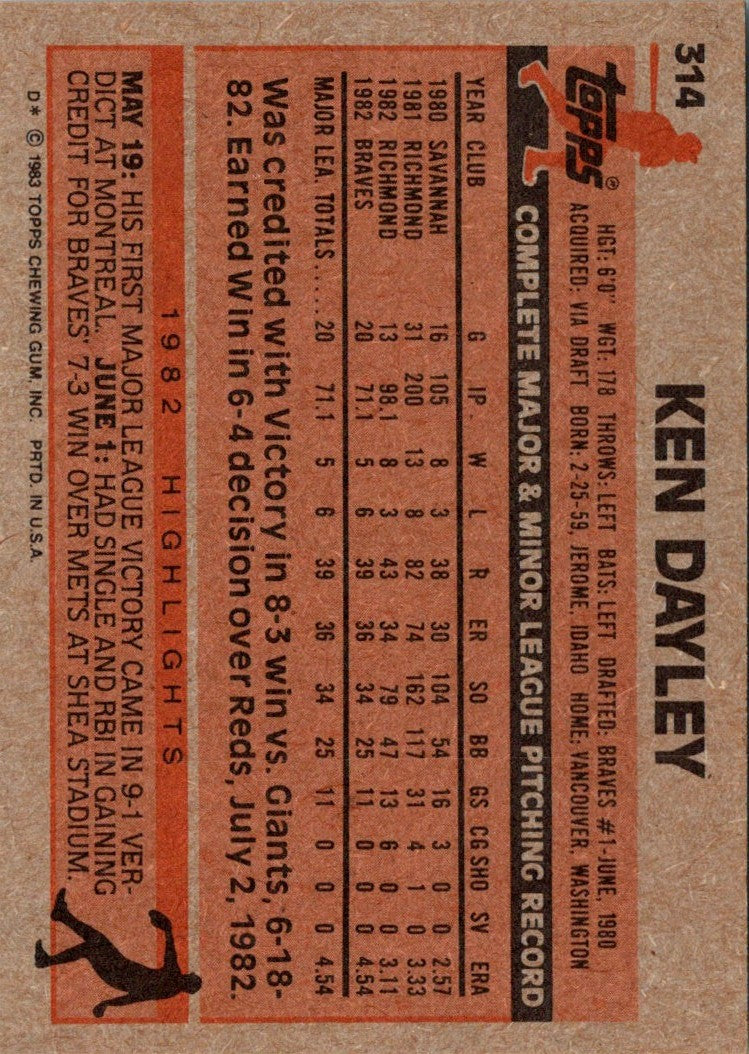 314
KEN DAYLEY
Topps®
HGT: 6'0" WGT: 178 THROWS: LEFT BATS: LEFT DRAFTED: BRAVES #1-JUNE, 1980
ACQUIRED: VIA DRAFT BORN: 2-25-59, JEROME, IDAHO HOME: VANCOUVER, WASHINGTON
COMPLETE MAJOR & MINOR LEAGUE PITCHING RECORD
YEAR CLUB G IP. W L R ER SO BB GS CG SHO SV ERA
1980 SAVANNAH 16 105 8 3 38 30 104 54 16 3 0 0 2.57
1981 RICHMOND 31 200 13 8 82 74 162 117 31 4 1 0 3.33
1982 RICHMOND 13 98.1 8 3 43 34 79 47 13 6 0 0 3.11
1982 BRAVES 20 71.1 5 6 39 36 34 25 11 0 0 0 4.54
MAJOR LEA. TOTALS..... 20 71.1 5 6 39 36 34 25 11 0 0 0 4.54
Was credited with Victory in 8-3 win vs. Giants, 6-18-
82. Earned Win in 6-4 decision over Reds, July 2, 1982.
1982 HIGHLIGHTS
MAY 19: HIS FIRST MAJOR LEAGUE VICTORY CAME IN 9-1 VER-
DICT AT MONTREAL. JUNE 1: HAD SINGLE AND RBI IN GAINING
CREDIT FOR BRAVES' 7-3 WIN OVER METS AT SHEA STADIUM.
D* © 1983 TOPPS CHEWING GUM, INC. PRTD. IN U.S.A.